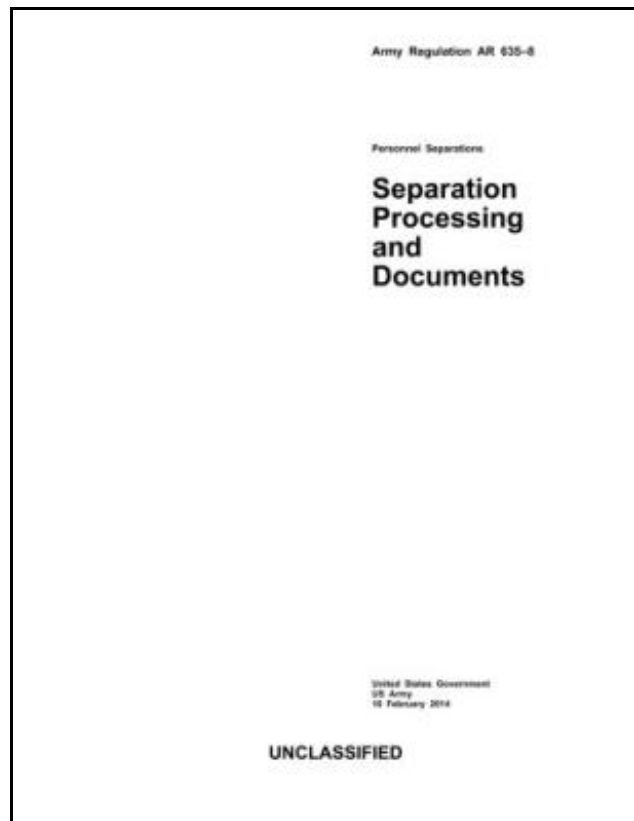 Army Regulation AR 635–8
Personnel Separations
Separation
Processing
and
Documents
United States Government
US Army
10 February 2014
UNCLASSIFIED